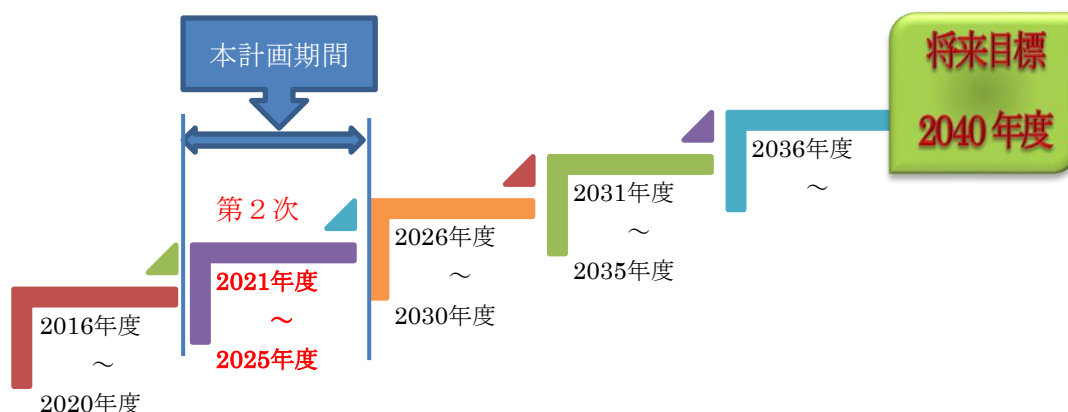 本計画期間
将来目標
2040年度
2016年度
～
2020年度
第２次
2021年度
～
2025年度
2026年度
～
2030年度
2031年度
～
2035年度
2036年度
～